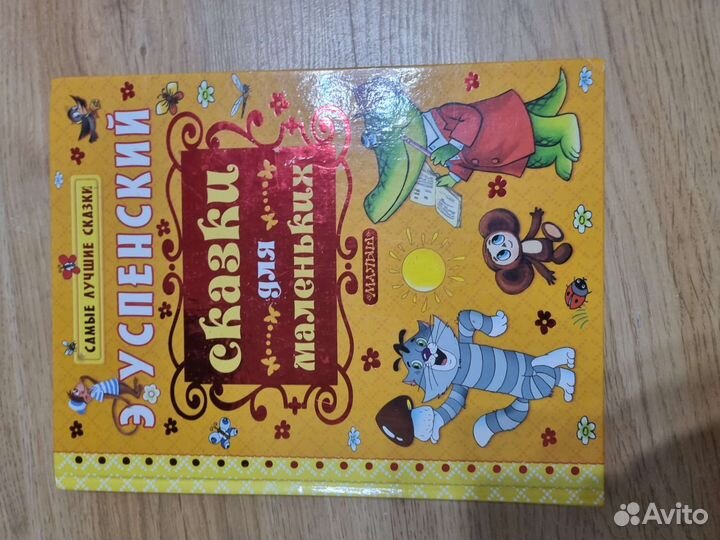 САМЫЕ ЛУЧШИЕ СКАЗКИ
Э УСПЕНСКИЙ
Сказки
для
маленьких
МАЛЫШ
Avito